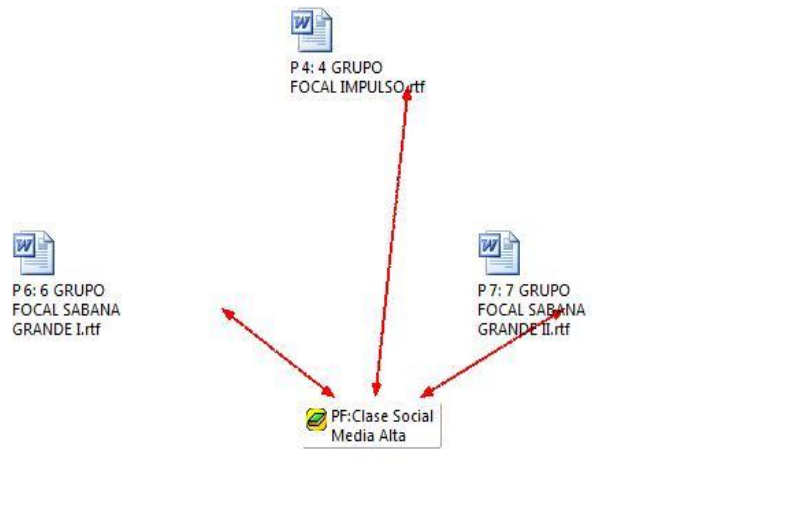 P 4: 4 GRUPO
FOCAL IMPULSO.rtf
P 6: 6 GRUPO
FOCAL SABANA
GRANDE I.rtf
P 7: 7 GRUPO
FOCAL SABANA
GRANDE II.rtf
PF:Clase Social
Media Alta